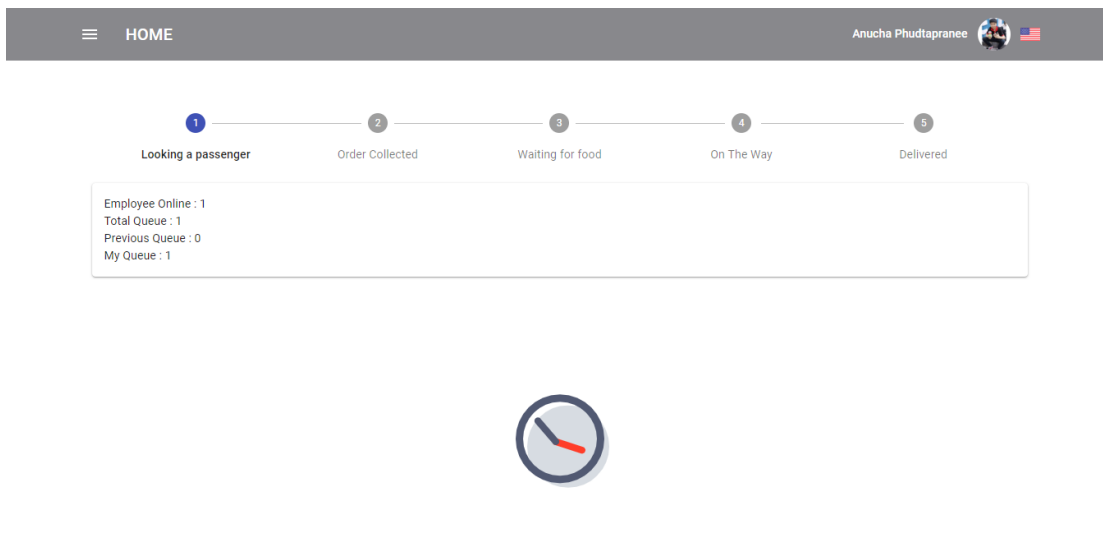 HOME
Anucha Phudtapranee
1 2 3 4 5
Looking a passenger Order Collected Waiting for food On The Way Delivered
Employee Online : 1
Total Queue : 1
Previous Queue : 0
My Queue : 1